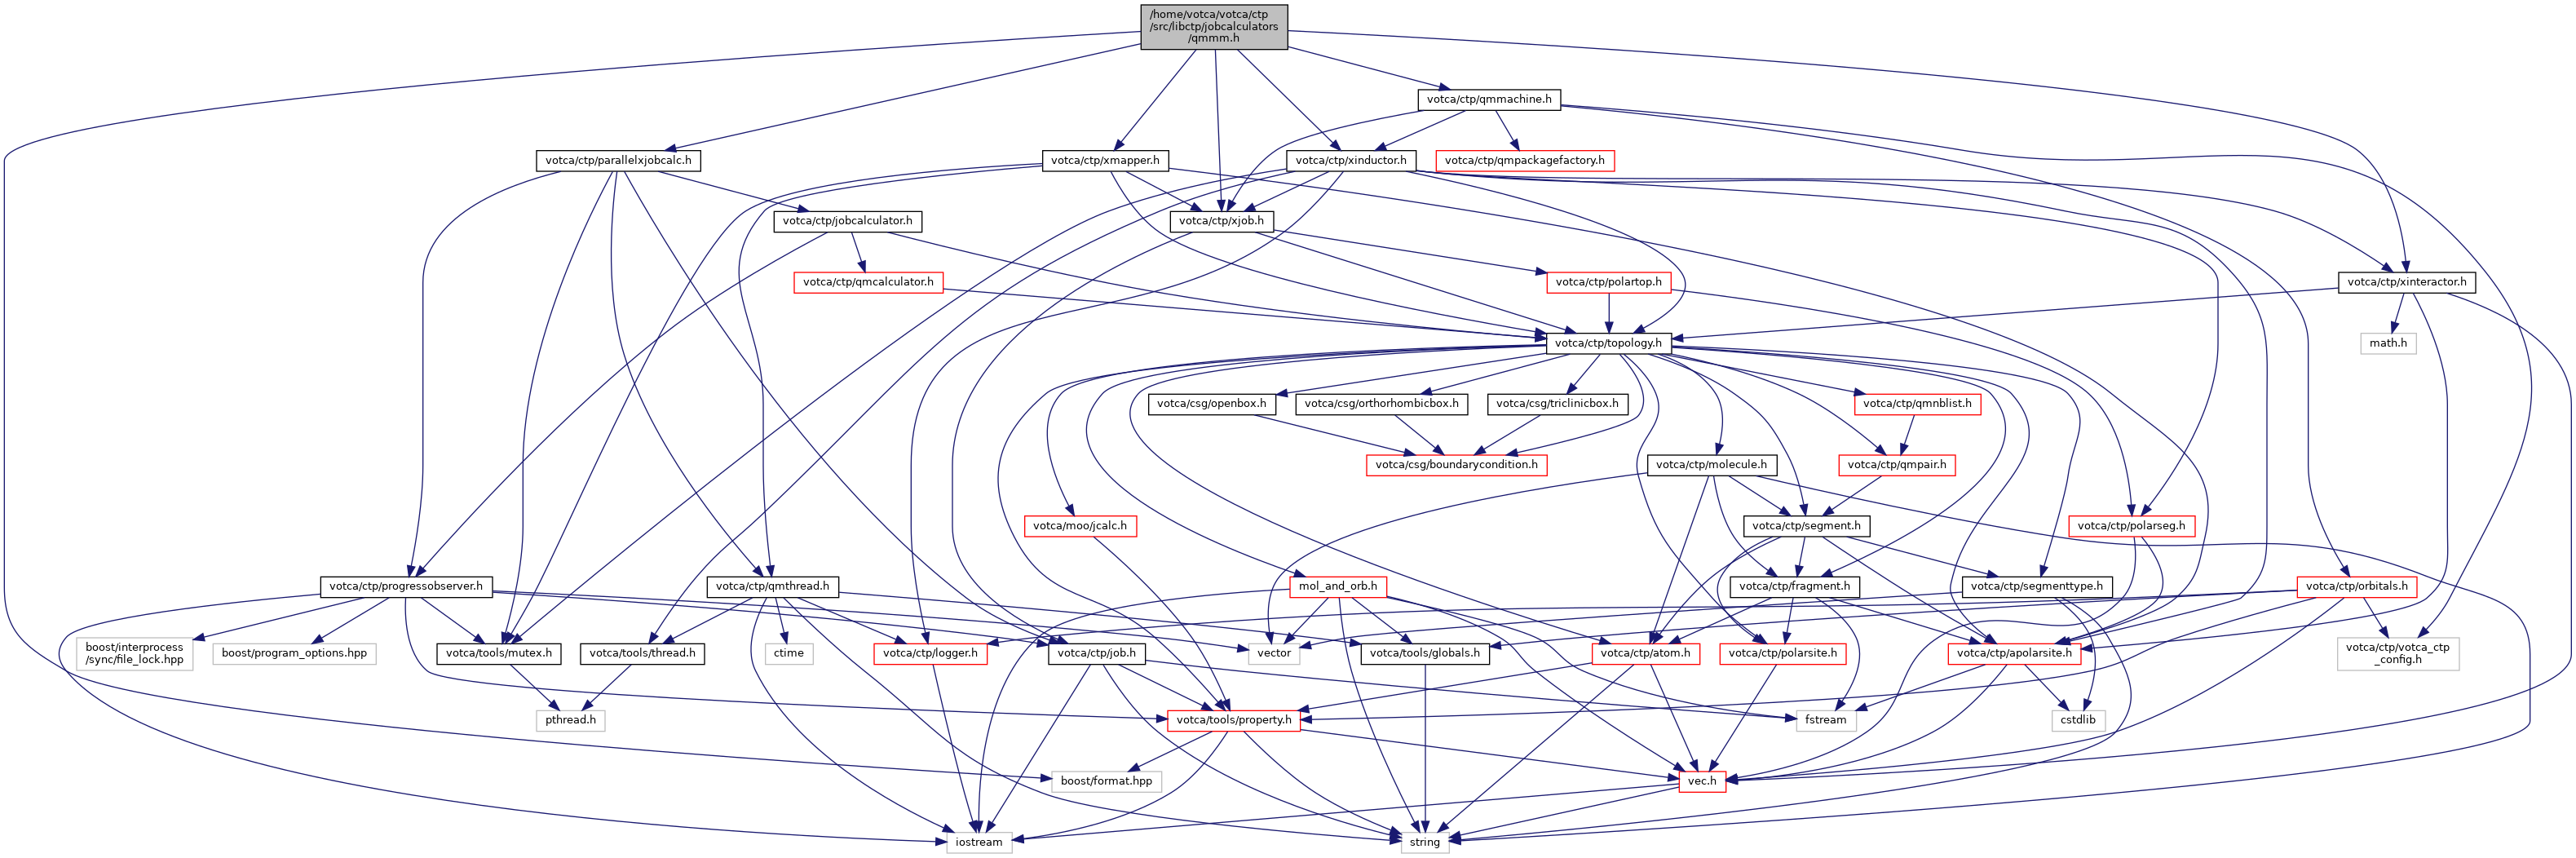 /home/votca/votca/ctp
/src/libctp/jobcalculators
/qmmm.h
votca/ctp/qmmachine.h
votca/ctp/parallelxjobcalc.h
votca/ctp/xmapper.h
votca/ctp/xinductor.h
votca/ctp/qmpackagefactory.h
votca/ctp/jobcalculator.h
votca/ctp/xjob.h
votca/ctp/qmcalculator.h
votca/ctp/polartop.h
votca/ctp/xinteractor.h
votca/ctp/topology.h
math.h
votca/csg/openbox.h
votca/csg/orthorhombicbox.h
votca/csg/triclinicbox.h
votca/ctp/qmnblist.h
votca/csg/boundarycondition.h
votca/ctp/molecule.h
votca/ctp/qmpair.h
votca/moo/jcalc.h
votca/ctp/segment.h
votca/ctp/polarseg.h
votca/ctp/progressobserver.h
votca/ctp/qmthread.h
mol_and_orb.h
votca/ctp/fragment.h
votca/ctp/segmenttype.h
votca/ctp/orbitals.h
boost/interprocess
/sync/file_lock.hpp
boost/program_options.hpp
votca/tools/mutex.h
votca/tools/thread.h
ctime
votca/ctp/logger.h
votca/ctp/job.h
vector
votca/tools/globals.h
votca/ctp/atom.h
votca/ctp/polarsite.h
votca/ctp/apolarsite.h
votca/ctp/votca_ctp
_config.h
pthread.h
votca/tools/property.h
fstream
cstdlib
boost/format.hpp
vec.h
iostream
string